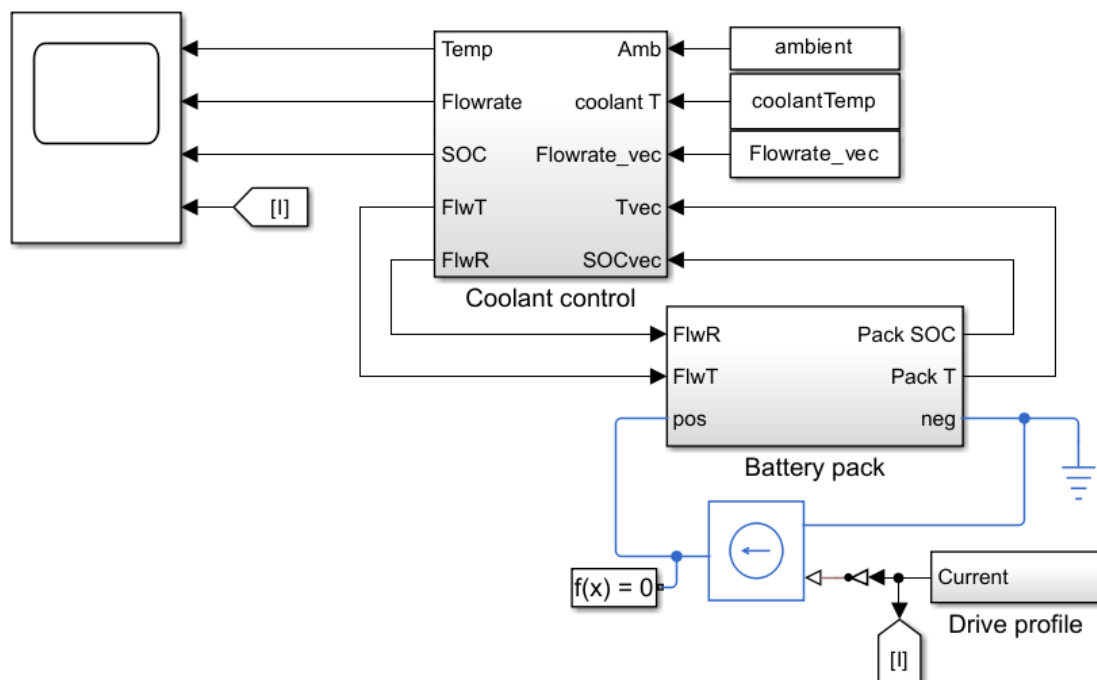 Temp
Amb
ambient
Flowrate
coolant T
coolantTemp
SOC
Flowrate_vec
Flowrate_vec
[I]
FlwT
Tvec
FlwR
SOCvec
Coolant control
FlwR
Pack SOC
FlwT
Pack T
pos
neg
Battery pack
f(x) = 0
Current
Drive profile
[I]